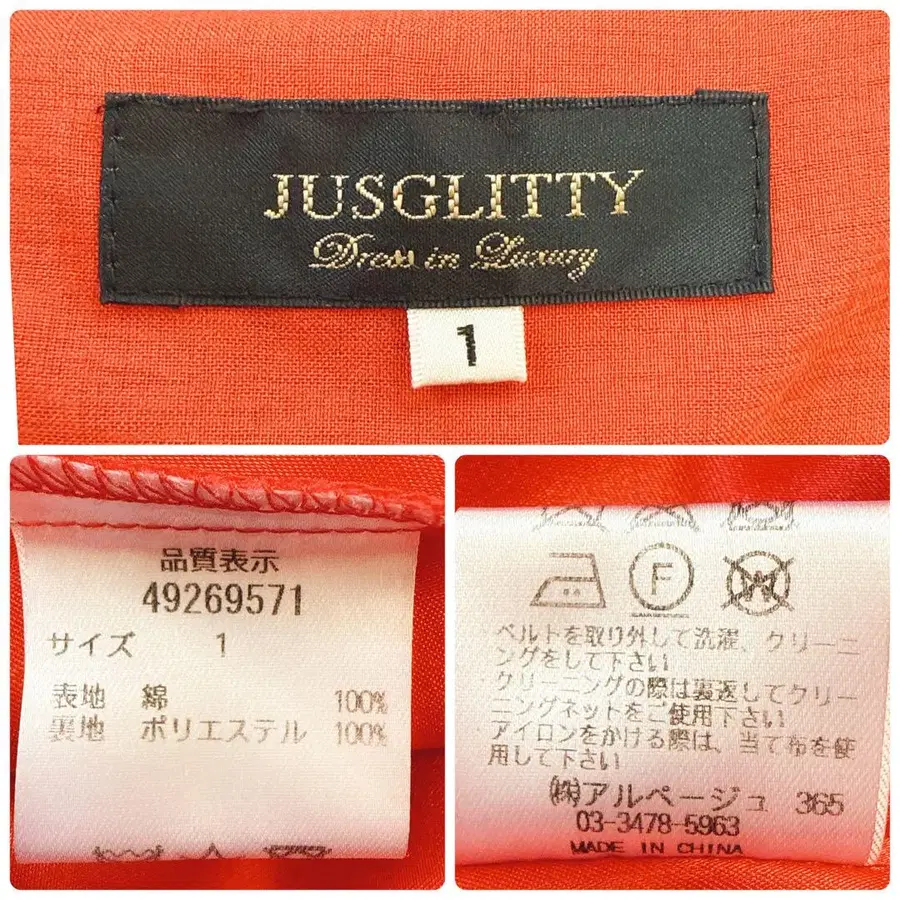 JUSGLITTY
Dress in Luxury
1
品質表示
49269571
サイズ 1
表地 綿 100%
裏地 ポリエステル 100%
F
W
ベルトを取り外して洗濯、クリーニ
ングをして下さい
クリーニングの際は裏返してクリー
ニングネットをご使用下さい
アイロンをかける際は、当て布を使
用して下さい
㈱アルページュ 365
03-3478-5963
MADE IN CHINA